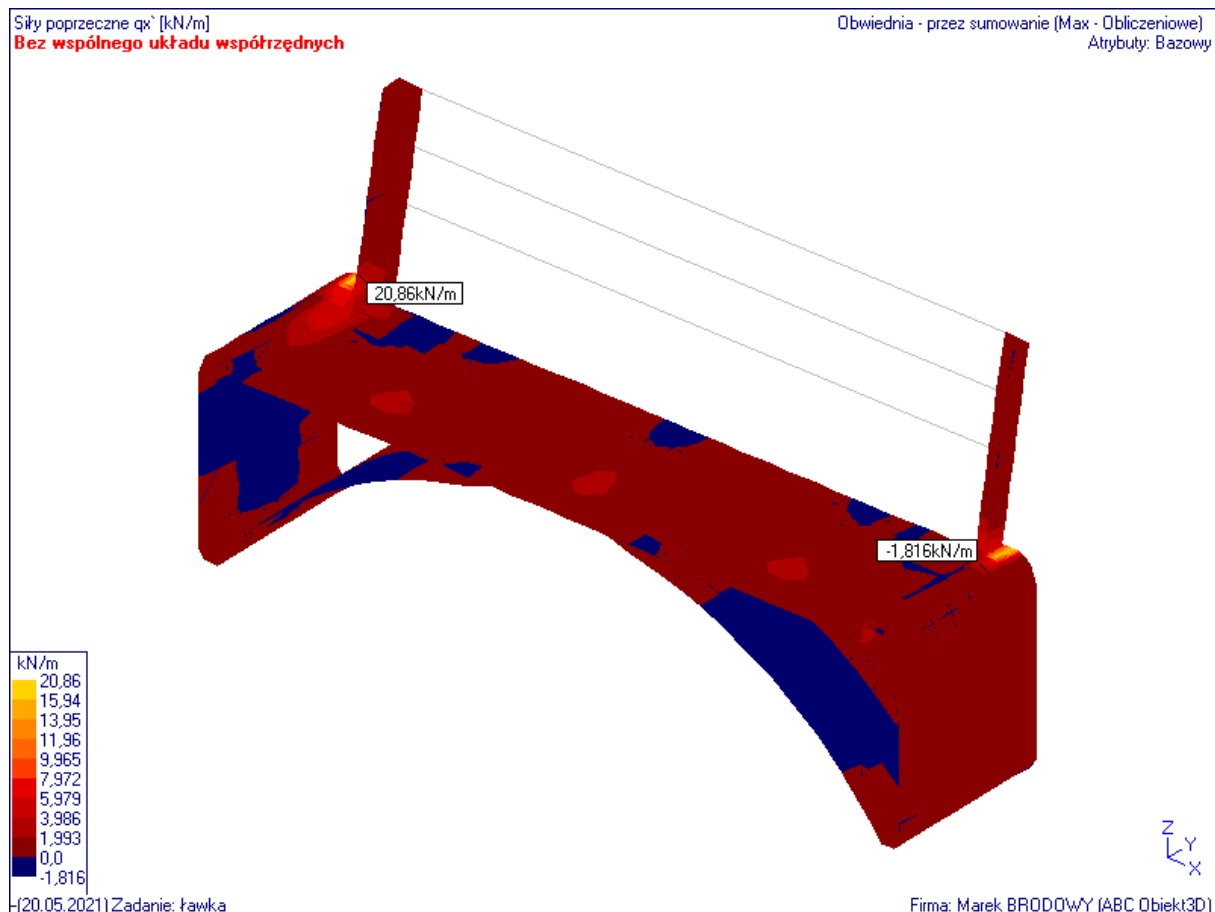 Siły poprzeczne qx` [kN/m]
Bez wspólnego układu współrzędnych
Obwiednia - przez sumowanie (Max - Obliczeniowe)
Atrybuty: Bazowy
20,86kN/m
-1,816kN/m
kN/m
20,86
15,94
13,95
11,96
9,965
7,972
5,979
3,986
1,993
0,0
-1,816
Z
Y
X
(20.05.2021) Zadanie: ławka
Firma: Marek BRODOWY (ABC Obiekt3D)